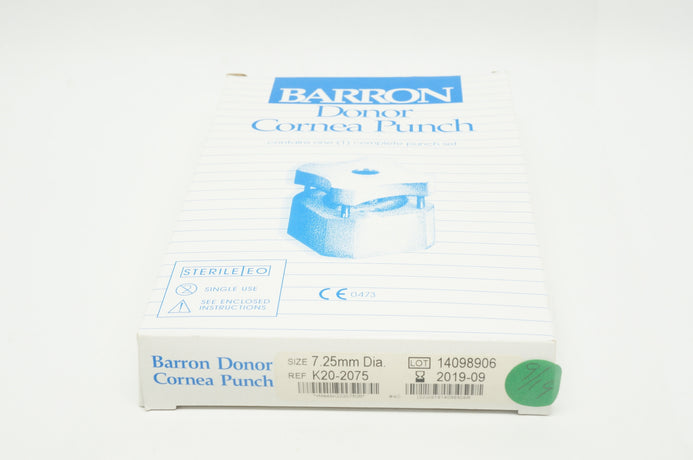 BARRON
Donor
Cornea Punch
contains one (1) complete punch set
STERILE EO
SINGLE USE
SEE ENCLOSED
INSTRUCTIONS
CE 0473
Barron Donor
Cornea Punch
SIZE 7.25mm Dia.
REF K20-2075
LOT 14098906
2019-09